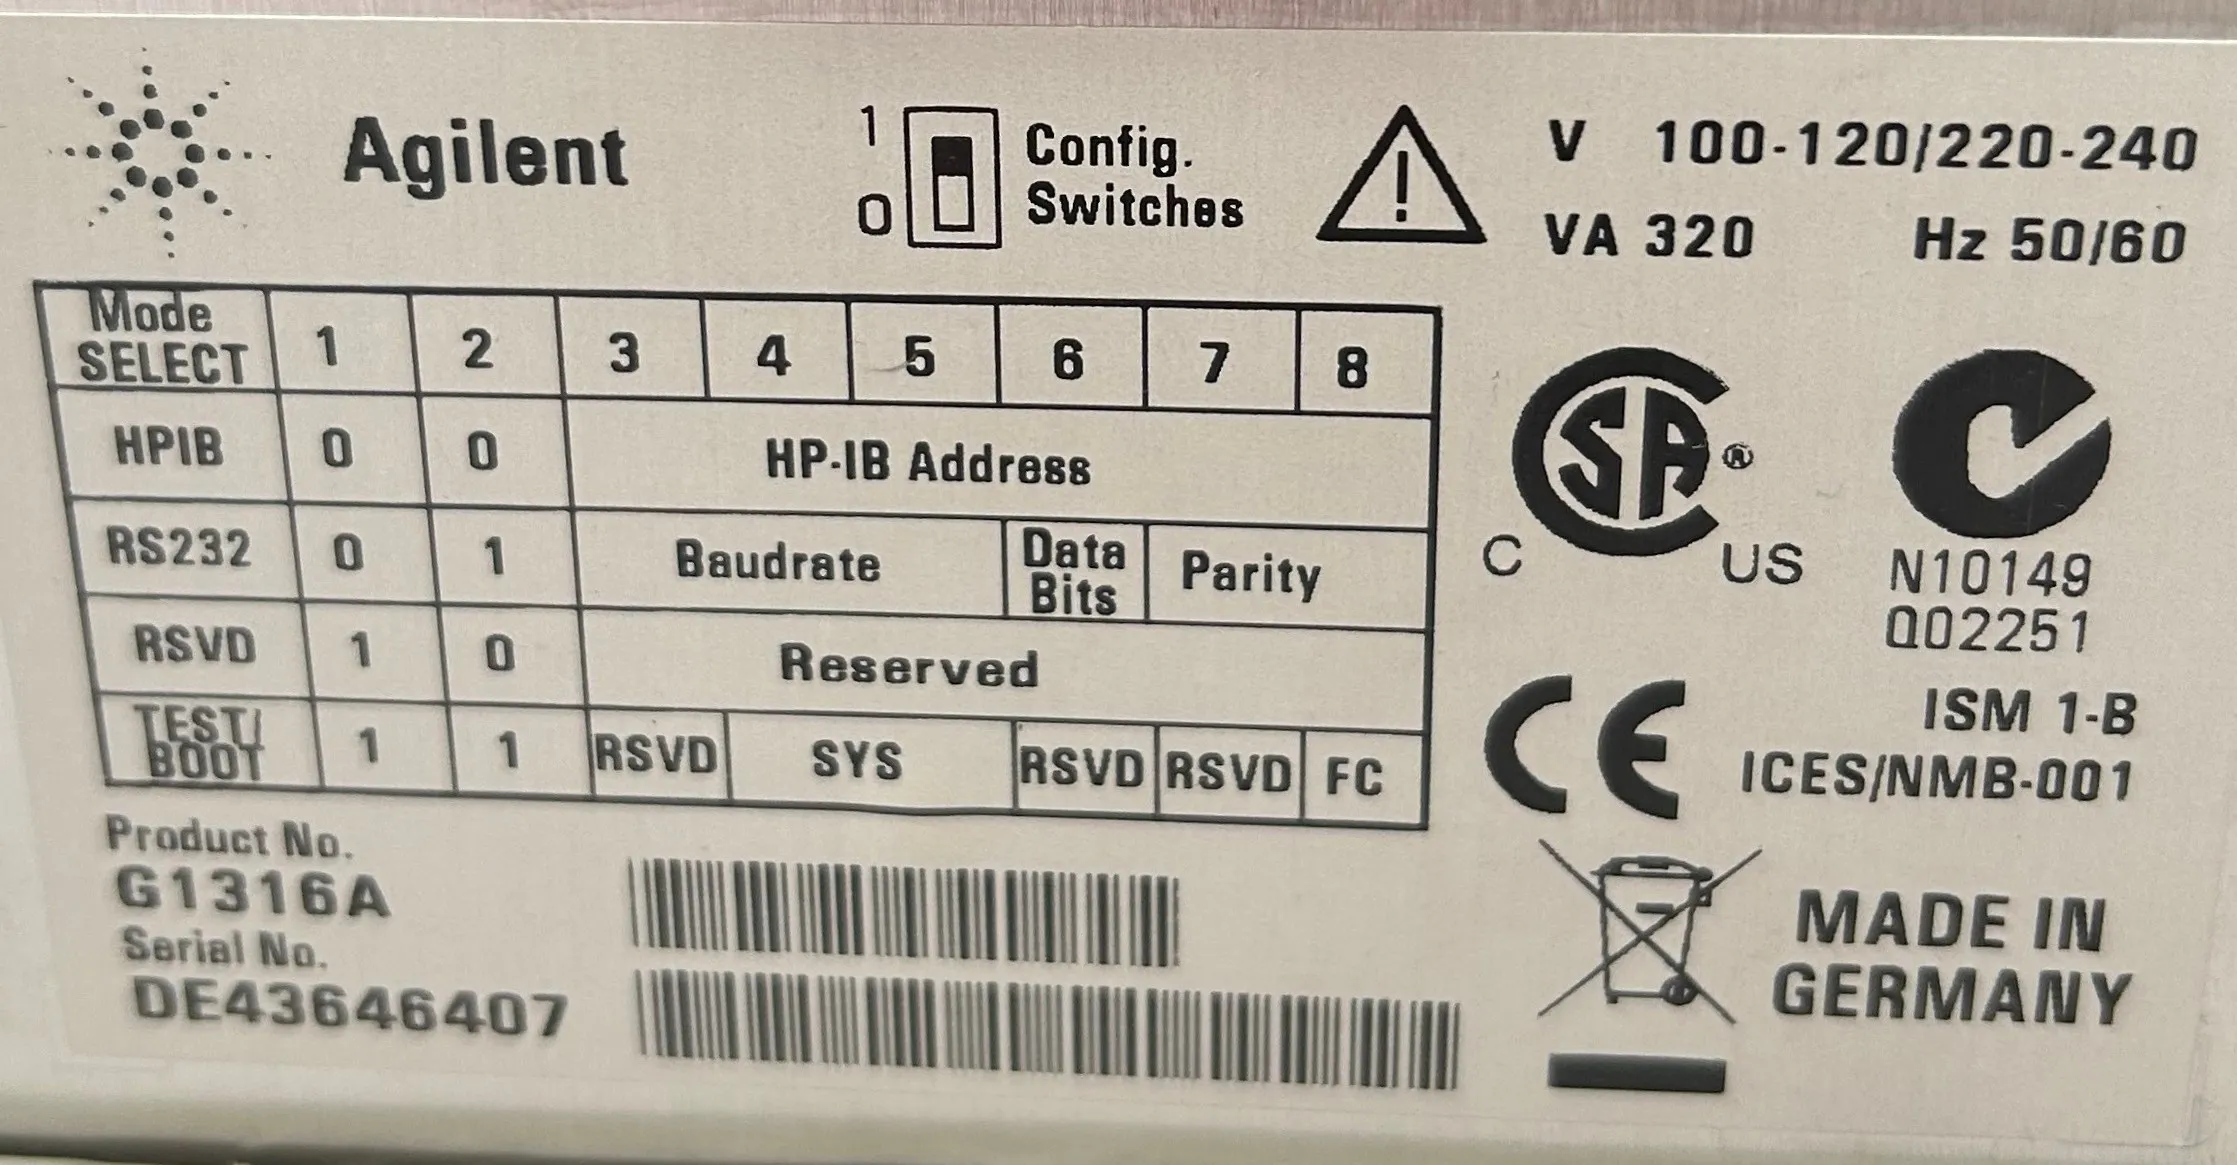 Agilent
1
0
Config.
Switches
V 100-120/220-240
VA 320 Hz 50/60
Mode SELECT 1 2 3 4 5 6 7 8
HPIB 0 0 HP-IB Address
RS232 0 1 Baudrate Data Bits Parity
RSVD 1 0 Reserved
TEST/BOOT 1 1 RSVD SYS RSVD RSVD FC
Product No.
G1316A
Serial No.
DE43646407
C SA ® US
N10149
Q02251
CE
ISM 1-B
ICES/NMB-001
MADE IN
GERMANY